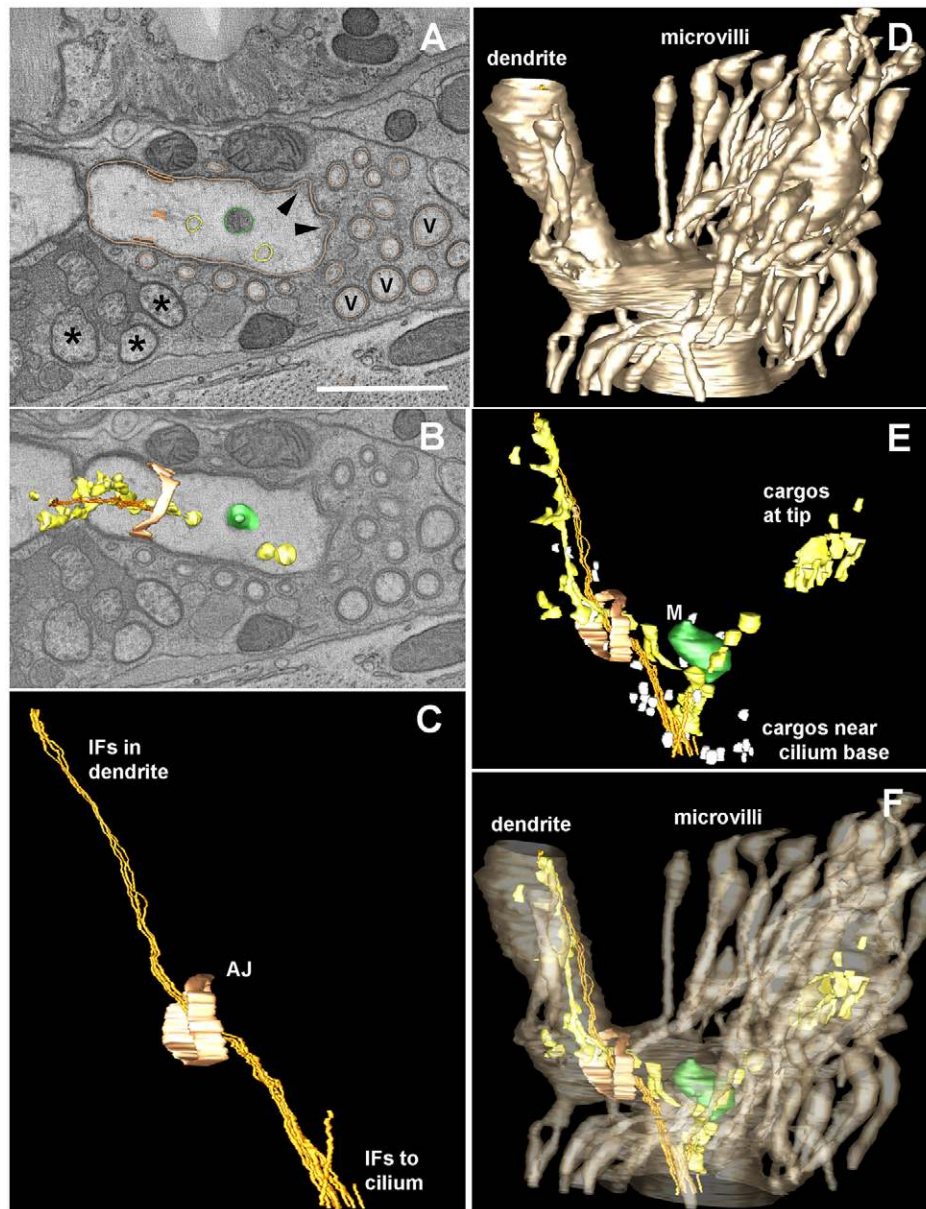 A
V
V
V
V
*
*
*
B
C
IFs in
dendrite
AJ
IFs to
cilium
D
dendrite
microvilli
E
cargos
at tip
M
cargos near
cilium base
F
dendrite
microvilli